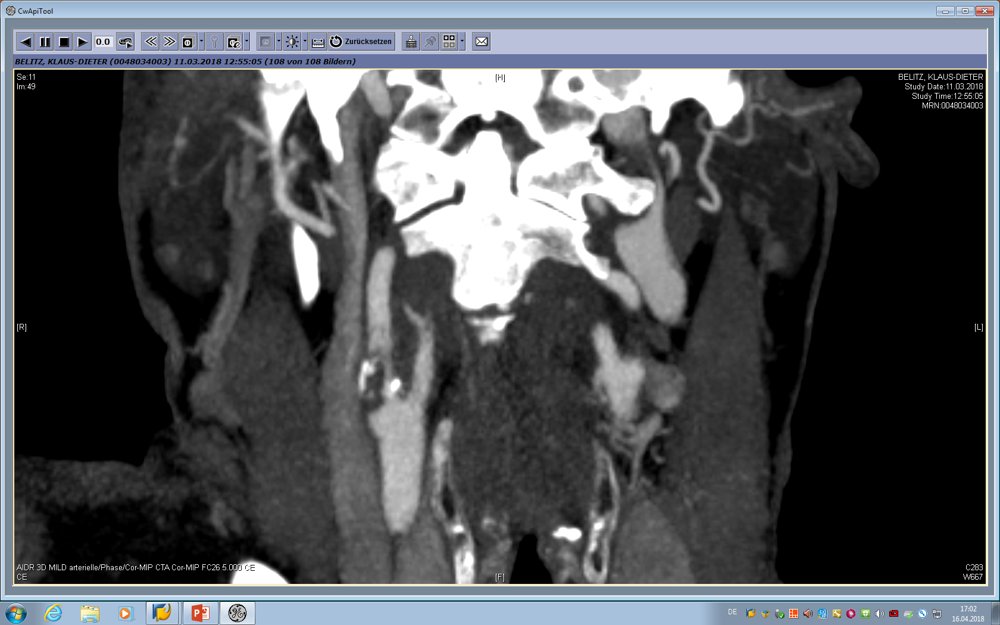 CwApiTool
0.0
Zurücksetzen
BELITZ, KLAUS-DIETER (0048034003) 11.03.2018 12:55:05 (108 von 108 Bildern)
Se:11
Im:49
[H]
BELITZ, KLAUS-DIETER
Study Date:11.03.2018
Study Time:12:55:05
MRN:0048034003
[R]
[L]
AIDR 3D MILD arterielle/Phase/Cor-MIP CTA Cor-MIP FC26 5.000 CE
CE
[F]
C283
W667
DE
17:02
16.04.2018